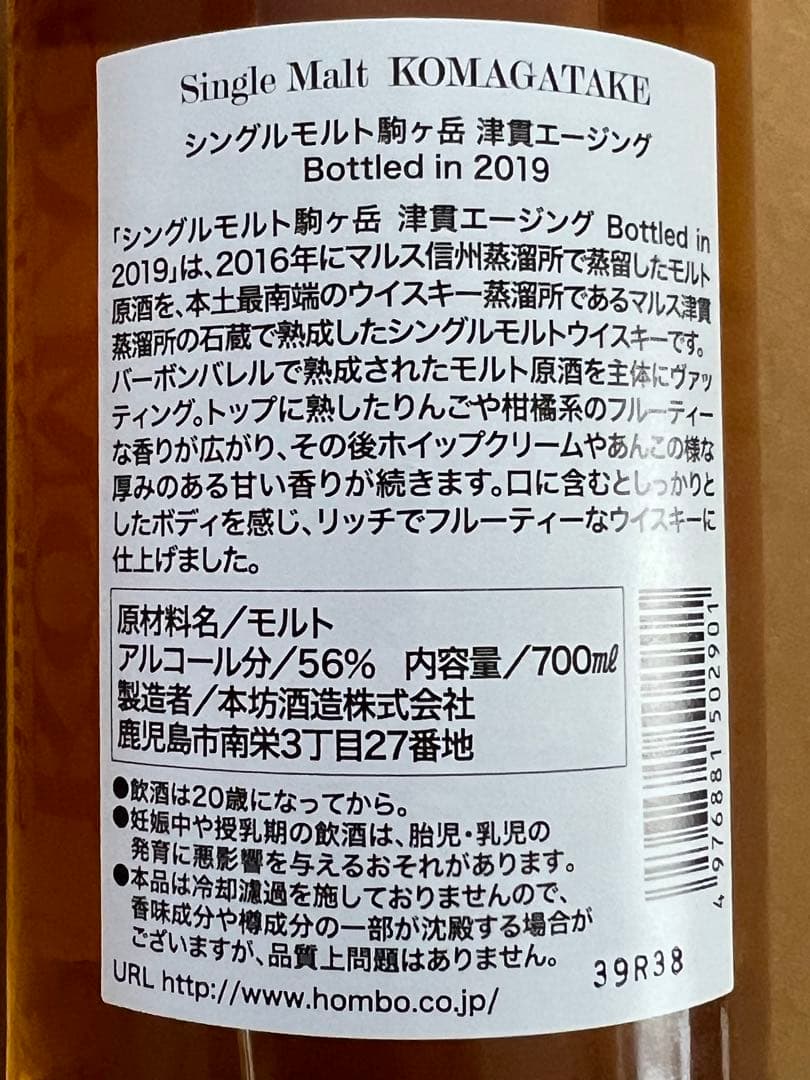 Single Malt KOMAGATAKE
シングルモルト駒ヶ岳 津貫エージング
Bottled in 2019
「シングルモルト駒ヶ岳 津貫エージング Bottled in
2019」は、2016年にマルス信州蒸溜所で蒸留したモルト
原酒を、本土最南端のウイスキー蒸溜所であるマルス津貫
蒸溜所の石蔵で熟成したシングルモルトウイスキーです。
バーボンバレルで熟成されたモルト原酒を主体にヴァッ
ティング。トップに熟したりんごや柑橘系のフルーティー
な香りが広がり、その後ホイップクリームやあんこの様な
厚みのある甘い香りが続きます。口に含むとしっかりと
したボディを感じ、リッチでフルーティーなウイスキーに
仕上げました。
原材料名／モルト
アルコール分／56% 内容量／700㎖
製造者／本坊酒造株式会社
鹿児島市南栄3丁目27番地
4 976881 502901
●飲酒は20歳になってから。
●妊娠中や授乳期の飲酒は、胎児・乳児の
発育に悪影響を与えるおそれがあります。
●本品は冷却濾過を施しておりませんので、
香味成分や樽成分の一部が沈殿する場合が
ございますが、品質上問題はありません。
URL http://www.hombo.co.jp/
39R38